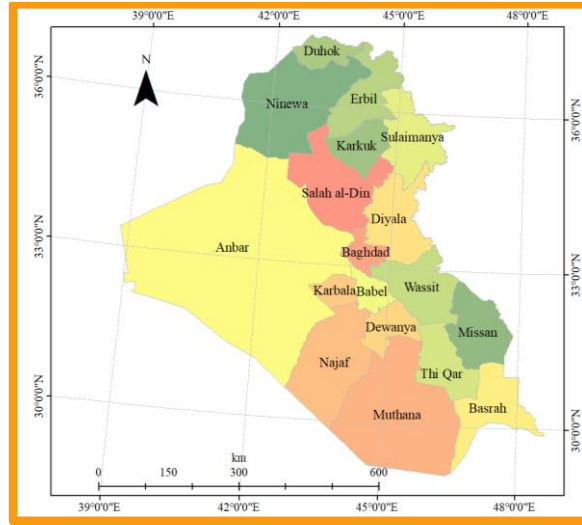 39°0'0"E 42°0'0"E 45°0'0"E 48°0'0"E
36°0'0"N
33°0'0"N
30°0'0"N
N
Duhok
Ninewa
Erbil
Sulaimanya
Karkuk
Salah al-Din
Diyala
Anbar
Baghdad
Karbala
Babel
Wassit
Dewanya
Missan
Najaf
Thi Qar
Muthana
Basrah
km
0 150 300 600
36°0'0"N
33°0'0"N
30°0'0"N
39°0'0"E 42°0'0"E 45°0'0"E 48°0'0"E